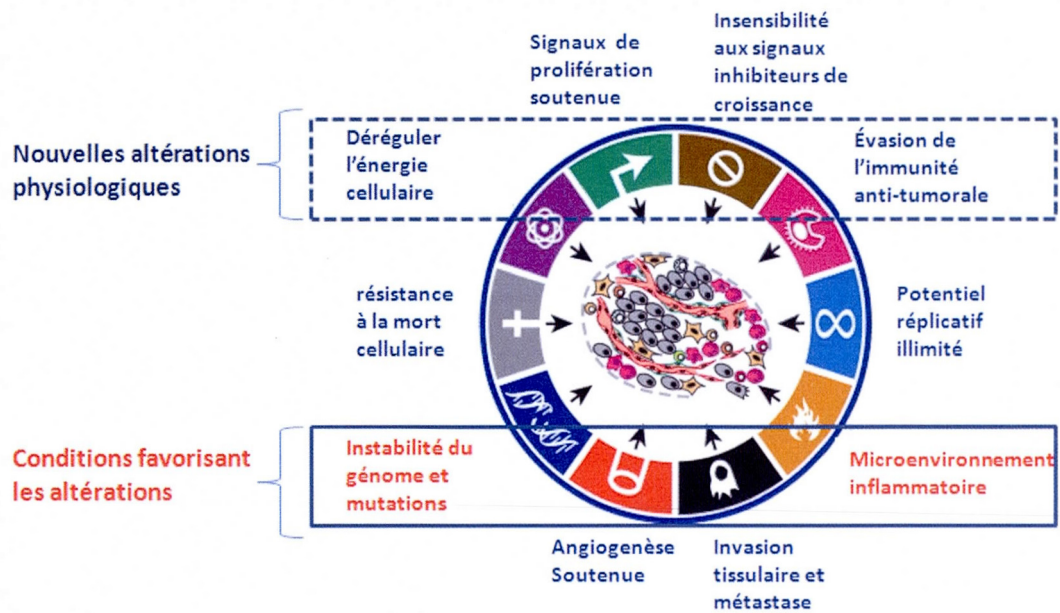 Signaux de
prolifération
soutenue
Insensibilité
aux signaux
inhibiteurs de
croissance
Nouvelles altérations
physiologiques
Déréguler
l'énergie
cellulaire
Évasion de
l'immunité
anti-tumorale
résistance
à la mort
cellulaire
Potentiel
réplicatif
illimité
Conditions favorisant
les altérations
Instabilité du
génome et
mutations
Microenvironnement
inflammatoire
Angiogenèse
Soutenue
Invasion
tissulaire et
métastase